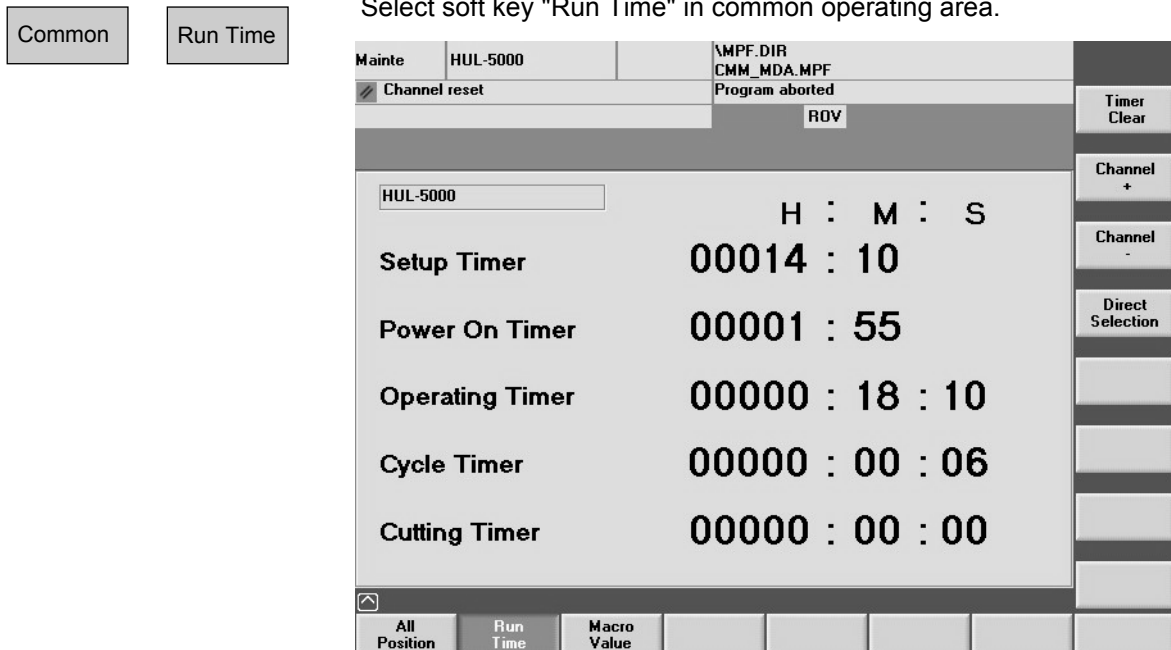 Select soft key "Run Time" in common operating area.
Common
Run Time
Mainte HUL-5000 \MPF.DIR
CMM_MDA.MPF
Channel reset Program aborted
ROV
Timer
Clear
Channel
+
Channel
-
Direct
Selection
HUL-5000
H : M : S
Setup Timer 00014 : 10
Power On Timer 00001 : 55
Operating Timer 00000 : 18 : 10
Cycle Timer 00000 : 00 : 06
Cutting Timer 00000 : 00 : 00
All
Position
Run
Time
Macro
Value